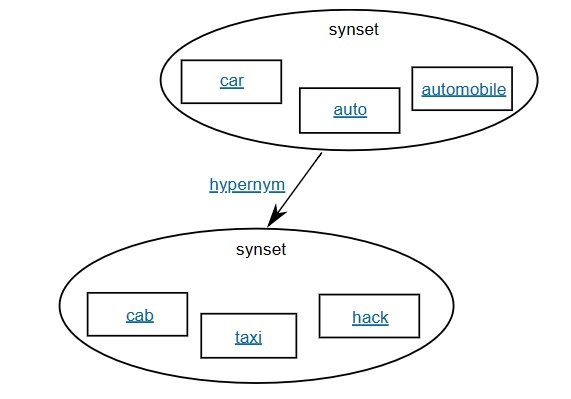 synset
car
auto
automobile
hypernym
synset
cab
taxi
hack